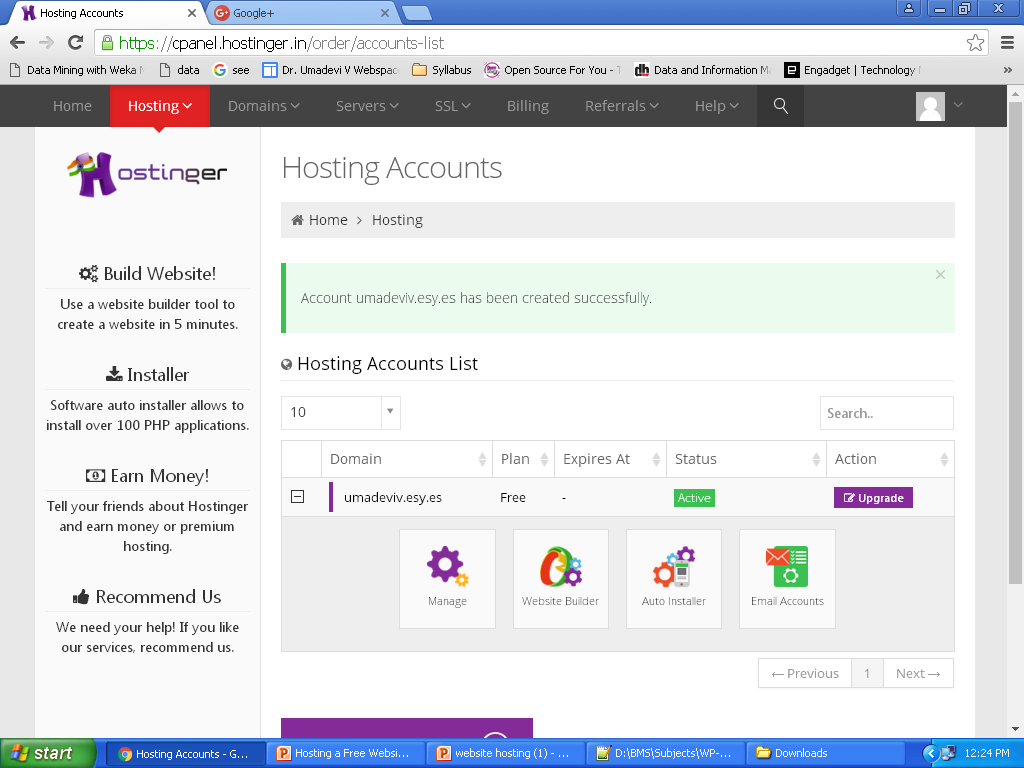 Hosting Accounts
Google+
https://cpanel.hostinger.in/order/accounts-list
Data Mining with Weka
data
see
Dr. Umadevi V Webspac
Syllabus
Open Source For You -
Data and Information M
Engadget | Technology
»
Home
Hosting
Domains
Servers
SSL
Billing
Referrals
Help
Hostinger
Build Website!
Use a website builder tool to
create a website in 5 minutes.
Installer
Software auto installer allows to
install over 100 PHP applications.
Earn Money!
Tell your friends about Hostinger
and earn money or premium
hosting.
Recommend Us
We need your help! If you like
our services, recommend us.
Hosting Accounts
Home > Hosting
Account umadeviv.esy.es has been created successfully.
×
Hosting Accounts List
10
Search..
Domain Plan Expires At Status Action
umadeviv.esy.es Free - Active Upgrade
Manage
Website Builder
Auto Installer
Email Accounts
← Previous 1 Next →
start
Hosting Accounts - G...
Hosting a Free Websi...
website hosting (1) - ...
D:\BMS\Subjects\WP-...
Downloads
12:24 PM